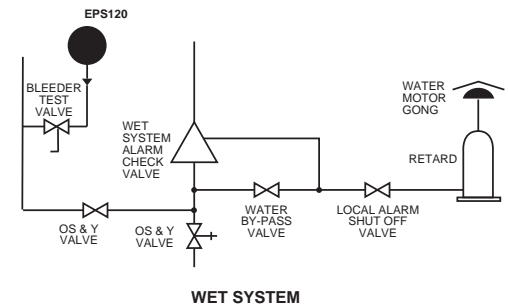 EPS120
BLEEDER
TEST
VALVE
WET
SYSTEM
ALARM
CHECK
VALVE
WATER
MOTOR
GONG
RETARD
OS & Y
VALVE
OS & Y
VALVE
WATER
BY-PASS
VALVE
LOCAL ALARM
SHUT OFF
VALVE
WET SYSTEM